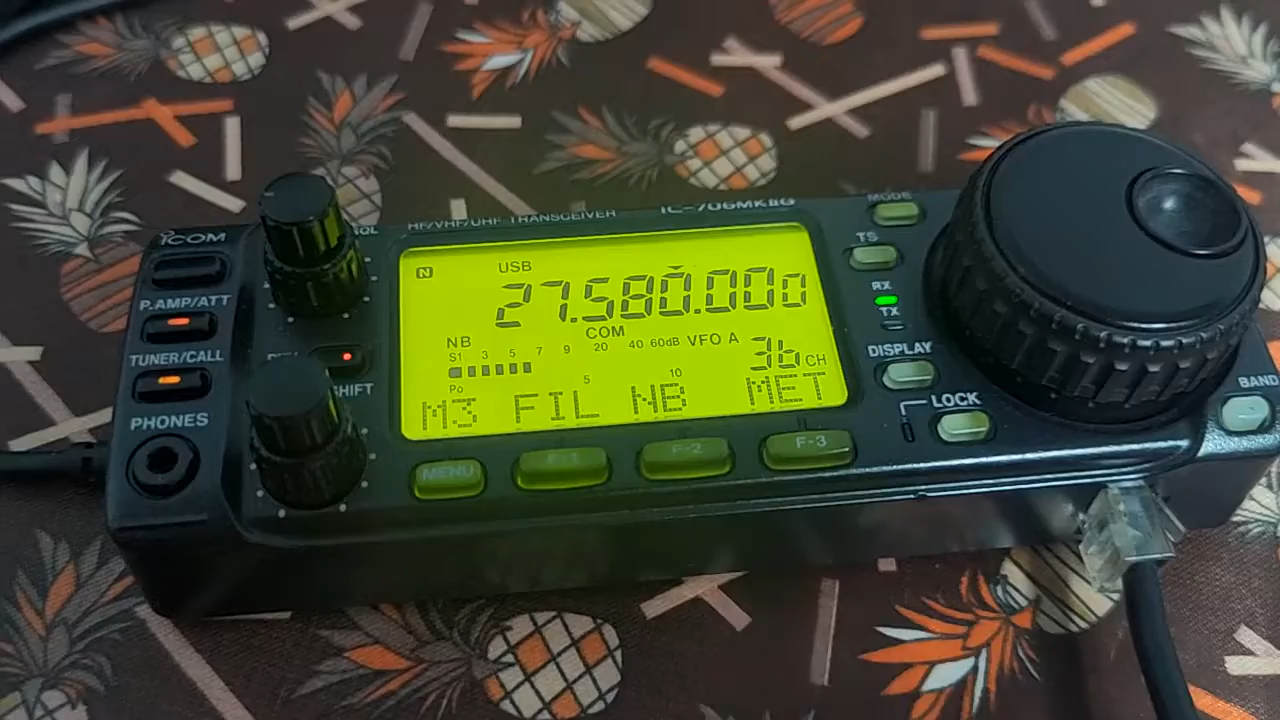 ICOM
HF/VHF/UHF TRANSCEIVER
IC-706MKIIG
MODE
SQL
TS
P.AMP/ATT
RX
TX
TUNER/CALL
SHIFT
PHONES
N
USB
27.580.000
COM
NB
S1 3 5 7 9 20 40 60dB
VFO A
36 CH
Po 5 10
M3 FIL NB MET
DISPLAY
LOCK
BAND
MENU F-1 F-2 F-3